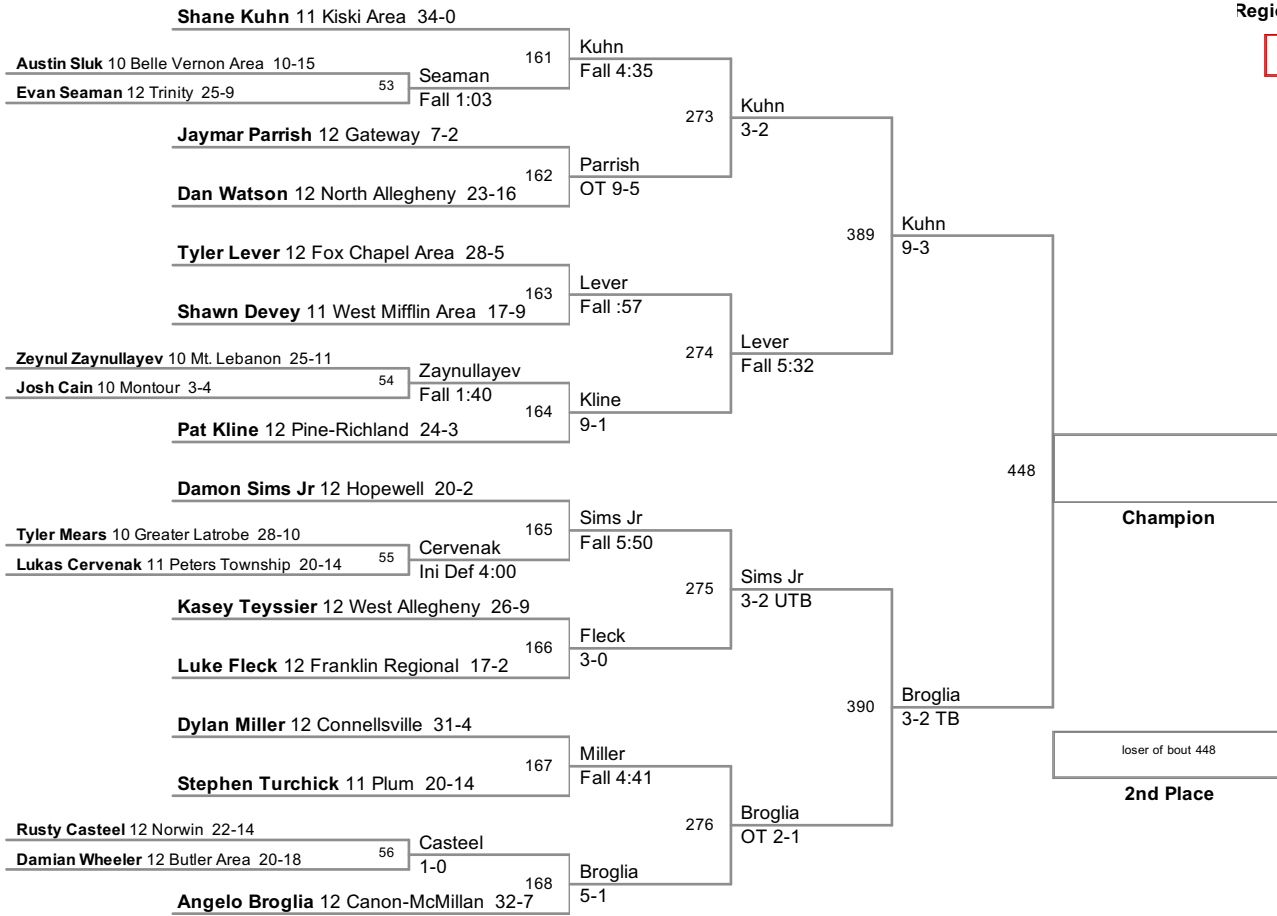 Shane Kuhn 11 Kiski Area 34-0
Regi
161
Kuhn
Fall 4:35
Austin Sluk 10 Belle Vernon Area 10-15
53
Seaman
Fall 1:03
Evan Seaman 12 Trinity 25-9
273
Kuhn
3-2
Jaymar Parrish 12 Gateway 7-2
162
Parrish
OT 9-5
Dan Watson 12 North Allegheny 23-16
389
Kuhn
9-3
Tyler Lever 12 Fox Chapel Area 28-5
163
Lever
Fall :57
Shawn Devey 11 West Mifflin Area 17-9
274
Lever
Fall 5:32
Zeynul Zaynullayev 10 Mt. Lebanon 25-11
54
Zaynullayev
Fall 1:40
Josh Cain 10 Montour 3-4
164
Kline
9-1
Pat Kline 12 Pine-Richland 24-3
448
Champion
Damon Sims Jr 12 Hopewell 20-2
165
Sims Jr
Fall 5:50
Tyler Mears 10 Greater Latrobe 28-10
55
Cervenak
Ini Def 4:00
Lukas Cervenak 11 Peters Township 20-14
275
Sims Jr
3-2 UTB
Kasey Teyssier 12 West Allegheny 26-9
166
Fleck
3-0
Luke Fleck 12 Franklin Regional 17-2
390
Broglia
3-2 TB
Dylan Miller 12 Connellsville 31-4
167
Miller
Fall 4:41
Stephen Turchick 11 Plum 20-14
loser of bout 448
2nd Place
276
Broglia
OT 2-1
Rusty Casteel 12 Norwin 22-14
56
Casteel
1-0
Damian Wheeler 12 Butler Area 20-18
168
Broglia
5-1
Angelo Broglia 12 Canon-McMillan 32-7